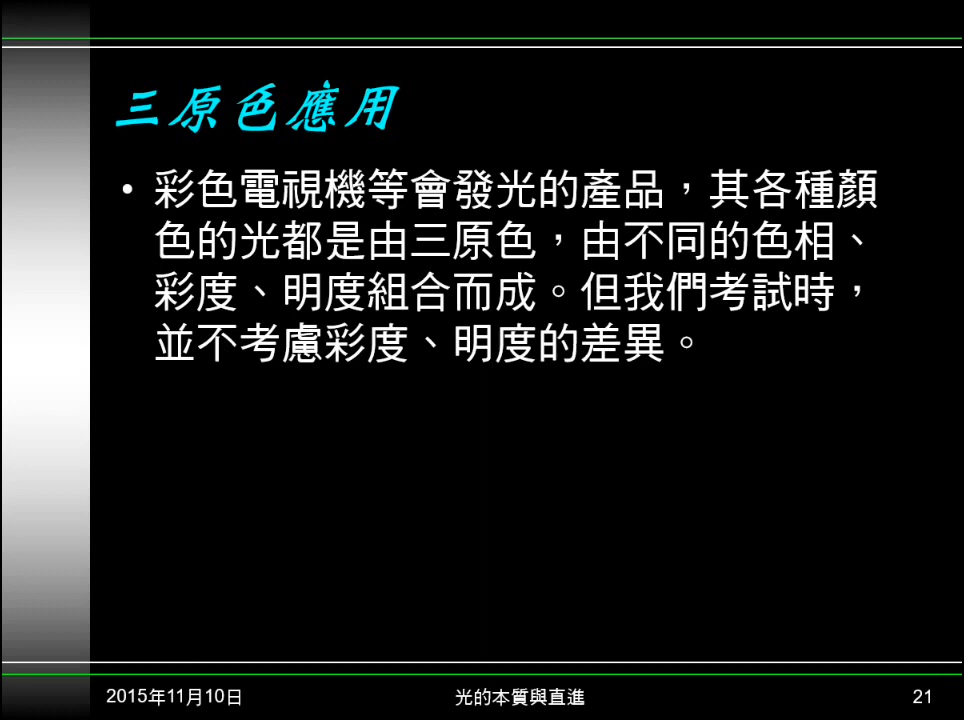 三原色應用
• 彩色電視機等會發光的產品，其各種顏
色的光都是由三原色，由不同的色相、
彩度、明度組合而成。但我們考試時，
並不考慮彩度、明度的差異。
2015年11月10日
光的本質與直進
21